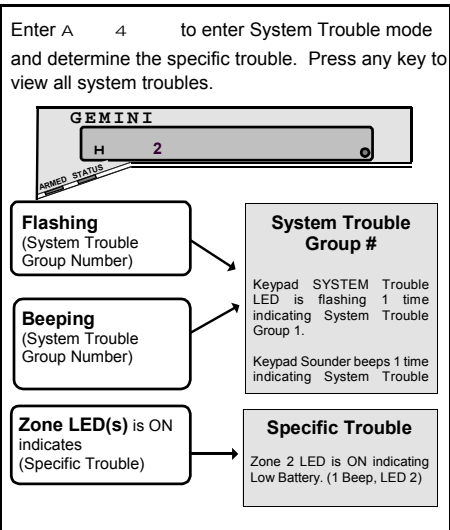 Enter A 4 to enter System Trouble mode
and determine the specific trouble. Press any key to
view all system troubles.
GEMINI
H 2
ARMED STATUS
Flashing
(System Trouble
Group Number)
System Trouble
Group #
Keypad SYSTEM Trouble
LED is flashing 1 time
indicating System Trouble
Group 1.
Beeping
(System Trouble
Group Number)
Keypad Sounder beeps 1 time
indicating System Trouble
Zone LED(s) is ON
indicates
(Specific Trouble)
Specific Trouble
Zone 2 LED is ON indicating
Low Battery. (1 Beep, LED 2)